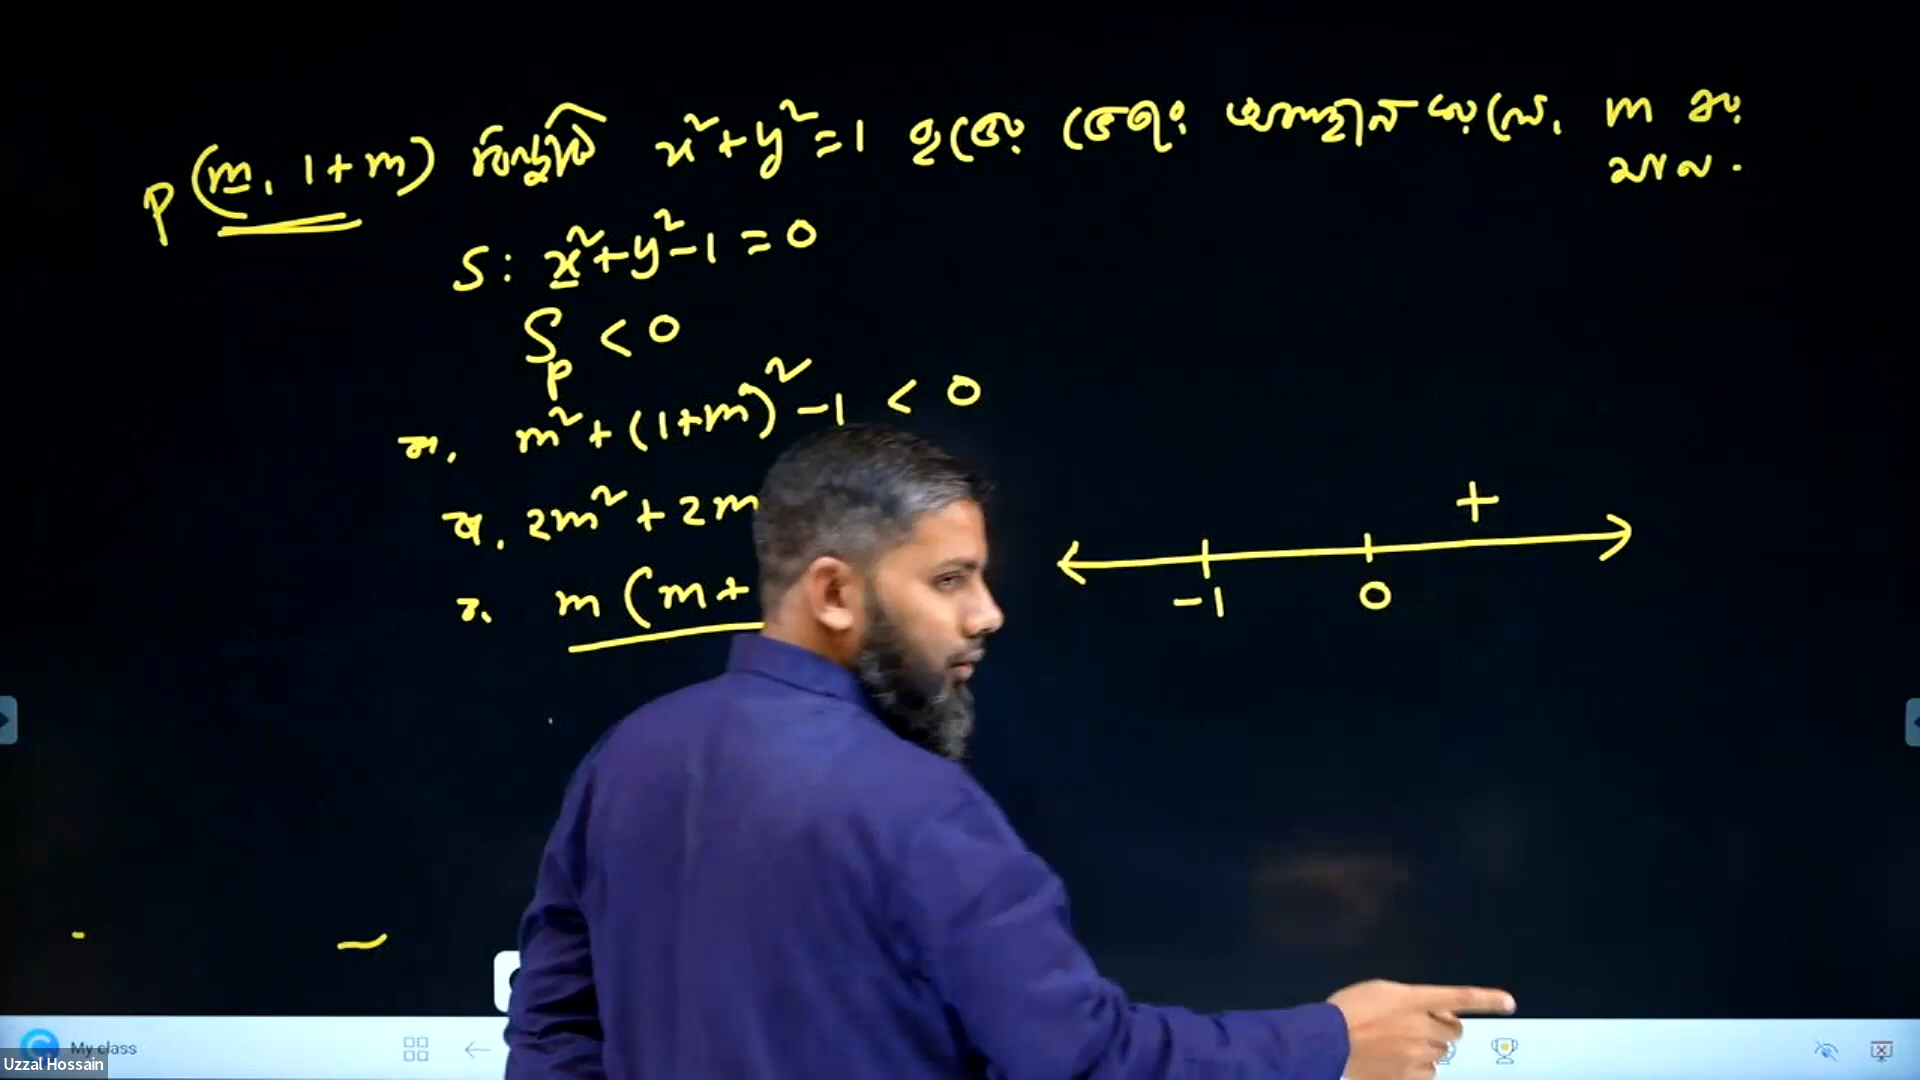 P(m, 1+m) বিন্দুটি x²+y²=1 বৃত্তের ভেতরে অবস্থান করলে, m এর
মান.
S: x²+y²-1 = 0
S_P < 0
বা, m²+(1+m)²-1 < 0
বা, 2m²+2m
বা, m(m+
+
-1 0
My class
Uzzal Hossain